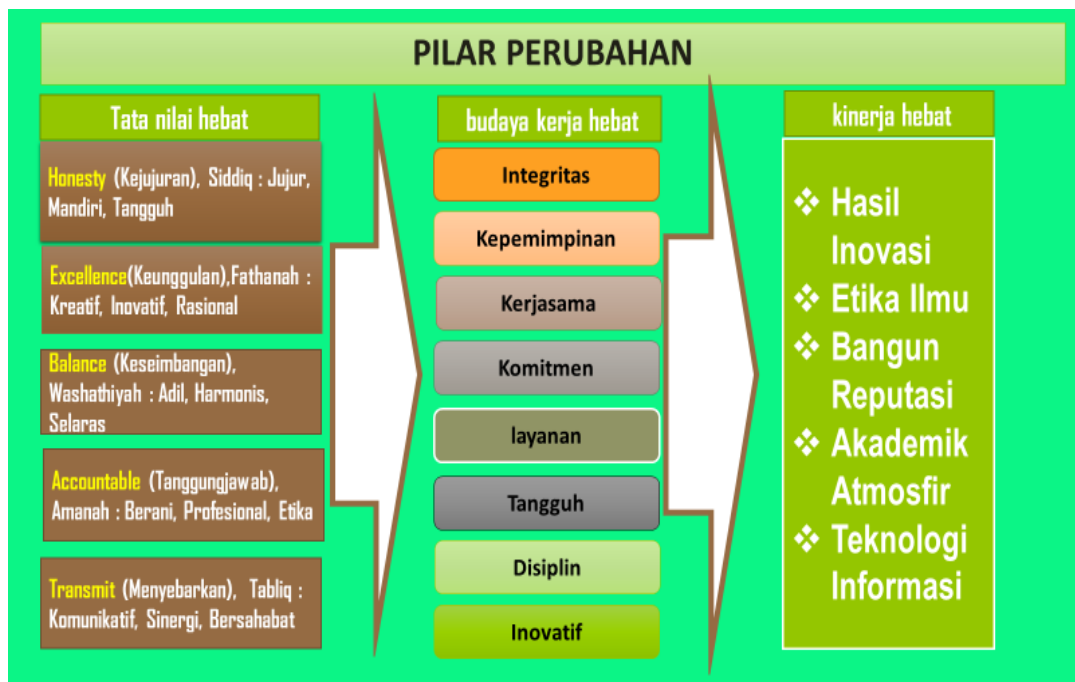 PILAR PERUBAHAN
Tata nilai hebat
Honesty (Kejujuran), Siddiq : Jujur,
Mandiri, Tangguh
Excellence(Keunggulan),Fathanah :
Kreatif, Inovatif, Rasional
Balance (Keseimbangan),
Washathiyah : Adil, Harmonis,
Selaras
Accountable (Tanggungjawab),
Amanah : Berani, Profesional, Etika
Transmit (Menyebarkan), Tabliq :
Komunikatif, Sinergi, Bersahabat
budaya kerja hebat
Integritas
Kepemimpinan
Kerjasama
Komitmen
layanan
Tangguh
Disiplin
Inovatif
kinerja hebat
❖ Hasil
Inovasi
❖ Etika Ilmu
❖ Bangun
Reputasi
❖ Akademik
Atmosfir
❖ Teknologi
Informasi